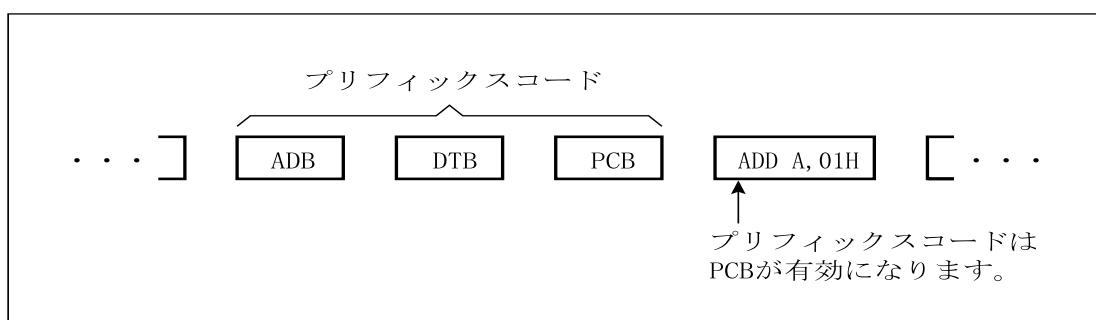 プリフィックスコード
・・・ ADB DTB PCB ADD A,01H ・・・
プリフィックスコードは
PCBが有効になります。